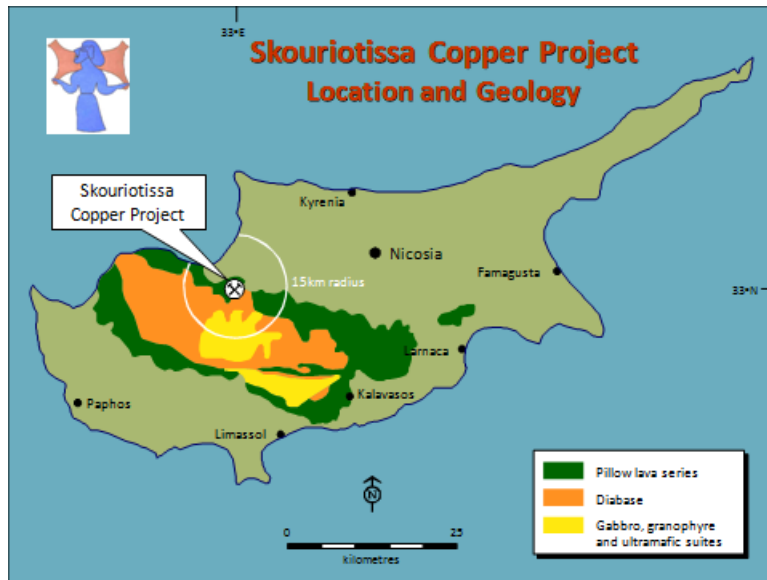 33°E
Skouriotissa Copper Project
Location and Geology
Skouriotissa
Copper Project
Kyrenia
Nicosia
Famagusta
15km radius
33°N
Larnaca
Kalavasos
Paphos
Limassol
N
Pillow lava series
Diabase
Gabbro, granophyre
and ultramafic suites
0 25
kilometres